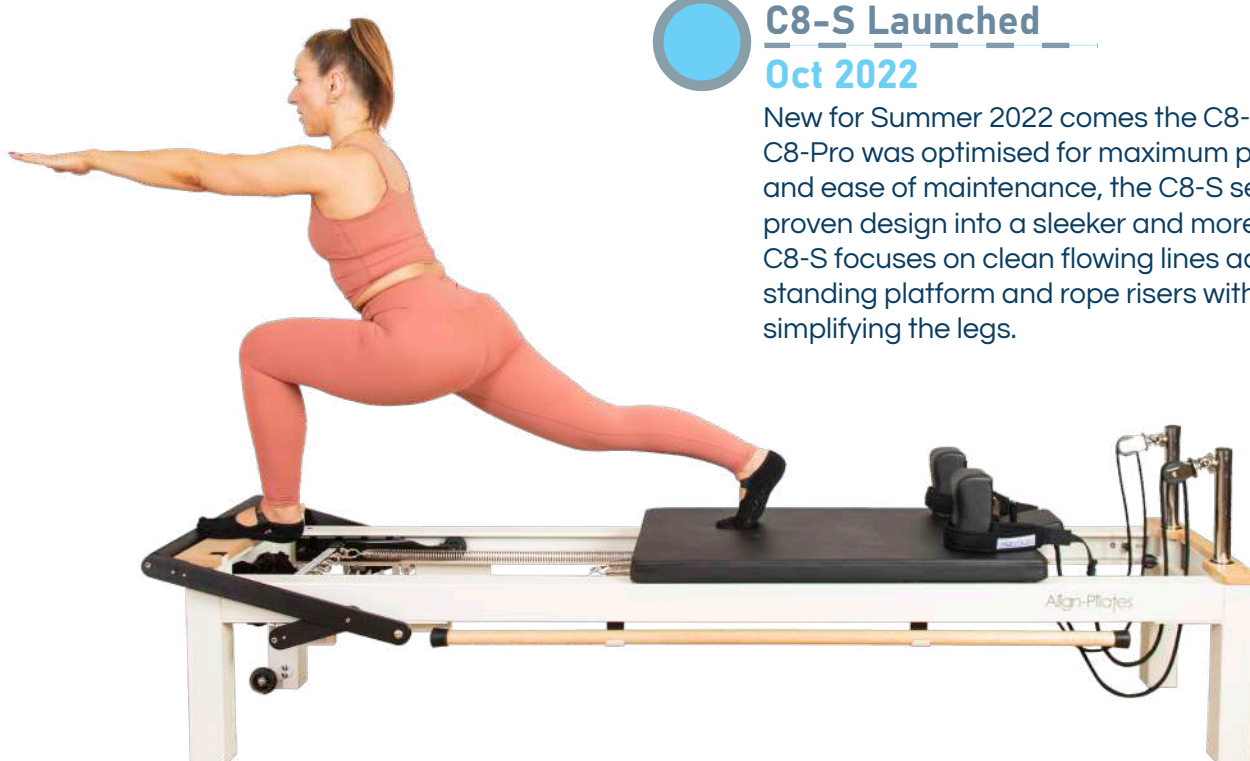 C8-S Launched
Oct 2022
New for Summer 2022 comes the C8-
C8-Pro was optimised for maximum p
and ease of maintenance, the C8-S se
proven design into a sleeker and more
C8-S focuses on clean flowing lines ac
standing platform and rope risers with
simplifying the legs.
Align-Pilates